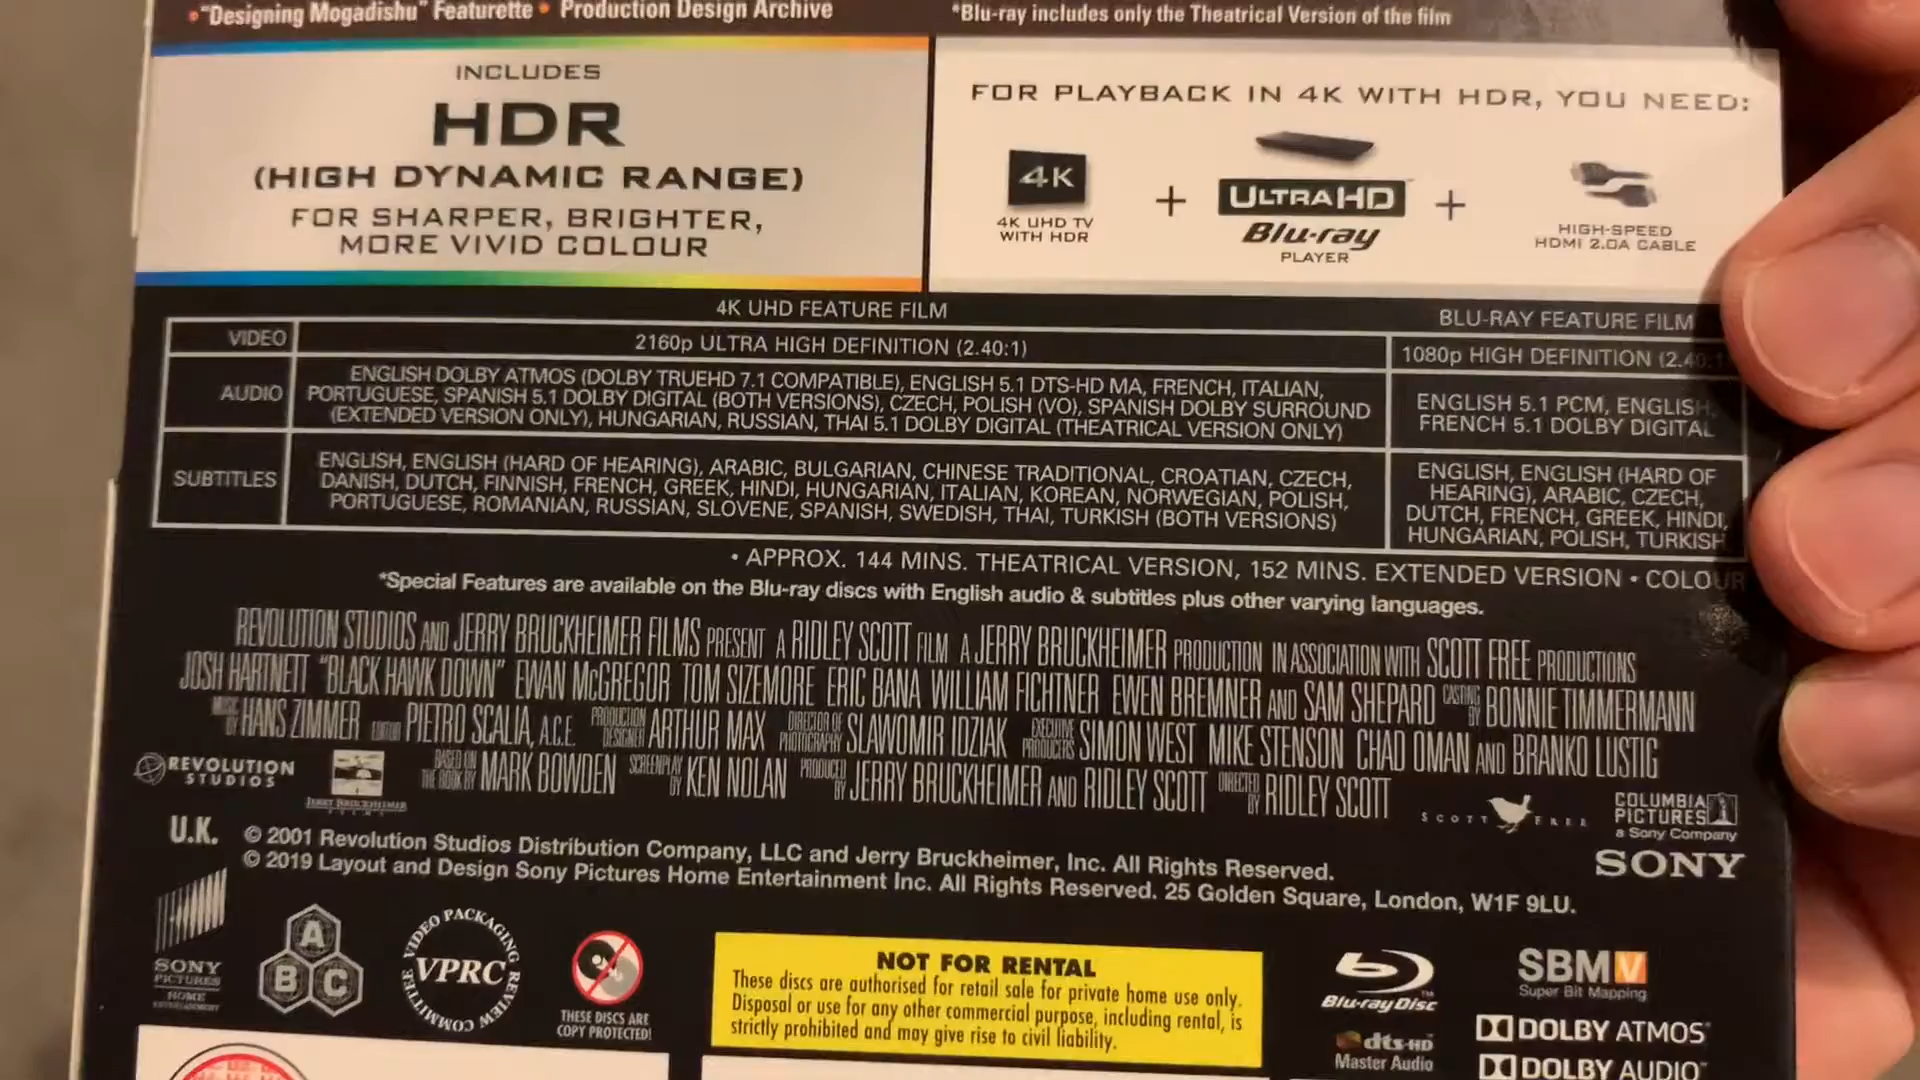 •"Designing Mogadishu" Featurette • Production Design Archive
*Blu-ray includes only the Theatrical Version of the film
INCLUDES
HDR
(HIGH DYNAMIC RANGE)
FOR SHARPER, BRIGHTER,
MORE VIVID COLOUR
FOR PLAYBACK IN 4K WITH HDR, YOU NEED:
4K
4K UHD TV
WITH HDR
+
ULTRA HD
Blu-ray
PLAYER
+
HIGH-SPEED
HDMI 2.0A CABLE
4K UHD FEATURE FILM
BLU-RAY FEATURE FILM
VIDEO
2160p ULTRA HIGH DEFINITION (2.40:1)
1080p HIGH DEFINITION (2.40:1
AUDIO
ENGLISH DOLBY ATMOS (DOLBY TRUEHD 7.1 COMPATIBLE), ENGLISH 5.1 DTS-HD MA, FRENCH, ITALIAN,
PORTUGUESE, SPANISH 5.1 DOLBY DIGITAL (BOTH VERSIONS), CZECH, POLISH (VO), SPANISH DOLBY SURROUND
(EXTENDED VERSION ONLY), HUNGARIAN, RUSSIAN, THAI 5.1 DOLBY DIGITAL (THEATRICAL VERSION ONLY)
ENGLISH 5.1 PCM, ENGLISH,
FRENCH 5.1 DOLBY DIGITAL
SUBTITLES
ENGLISH, ENGLISH (HARD OF HEARING), ARABIC, BULGARIAN, CHINESE TRADITIONAL, CROATIAN, CZECH,
DANISH, DUTCH, FINNISH, FRENCH, GREEK, HINDI, HUNGARIAN, ITALIAN, KOREAN, NORWEGIAN, POLISH,
PORTUGUESE, ROMANIAN, RUSSIAN, SLOVENE, SPANISH, SWEDISH, THAI, TURKISH (BOTH VERSIONS)
ENGLISH, ENGLISH (HARD OF
HEARING), ARABIC, CZECH,
DUTCH, FRENCH, GREEK, HINDI,
HUNGARIAN, POLISH, TURKISH
• APPROX. 144 MINS. THEATRICAL VERSION, 152 MINS. EXTENDED VERSION • COLOUR
*Special Features are available on the Blu-ray discs with English audio & subtitles plus other varying languages.
REVOLUTION STUDIOS AND JERRY BRUCKHEIMER FILMS PRESENT A RIDLEY SCOTT FILM A JERRY BRUCKHEIMER PRODUCTION IN ASSOCIATION WITH SCOTT FREE PRODUCTIONS
JOSH HARTNETT "BLACK HAWK DOWN" EWAN McGREGOR TOM SIZEMORE ERIC BANA WILLIAM FICHTNER EWEN BREMNER AND SAM SHEPARD CASTING BY BONNIE TIMMERMANN
MUSIC BY HANS ZIMMER EDITOR PIETRO SCALIA, A.C.E. PRODUCTION DESIGNER ARTHUR MAX DIRECTOR OF PHOTOGRAPHY SLAWOMIR IDZIAK EXECUTIVE PRODUCERS SIMON WEST MIKE STENSON CHAD OMAN AND BRANKO LUSTIG
BASED ON THE BOOK BY MARK BOWDEN SCREENPLAY BY KEN NOLAN PRODUCED BY JERRY BRUCKHEIMER AND RIDLEY SCOTT DIRECTED BY RIDLEY SCOTT
REVOLUTION
STUDIOS
JERRY BRUCKHEIMER
FILMS
SCOTT FREE
COLUMBIA
PICTURES
a Sony Company
SONY
U.K.
© 2001 Revolution Studios Distribution Company, LLC and Jerry Bruckheimer, Inc. All Rights Reserved.
© 2019 Layout and Design Sony Pictures Home Entertainment Inc. All Rights Reserved. 25 Golden Square, London, W1F 9LU.
SONY
PICTURES
HOME
ENTERTAINMENT
A
B C
VIDEO PACKAGING REVIEW COMMITTEE
VPRC
THESE DISCS ARE
COPY PROTECTED!
NOT FOR RENTAL
These discs are authorised for retail sale for private home use only.
Disposal or use for any other commercial purpose, including rental, is
strictly prohibited and may give rise to civil liability.
Blu-ray Disc™
dts-HD
Master Audio
SBMV
Super Bit Mapping
DOLBY ATMOS
DOLBY AUDIO